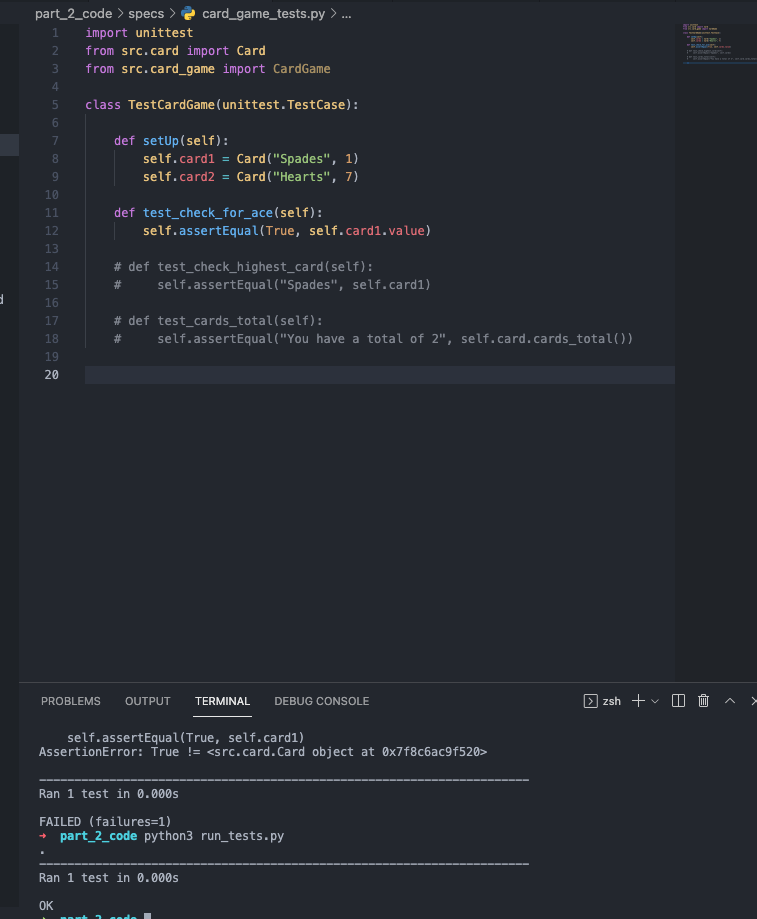 part_2_code > specs > card_game_tests.py > ...
1 import unittest
2 from src.card import Card
3 from src.card_game import CardGame
4
5 class TestCardGame(unittest.TestCase):
6
7     def setUp(self):
8         self.card1 = Card("Spades", 1)
9         self.card2 = Card("Hearts", 7)
10
11     def test_check_for_ace(self):
12         self.assertEqual(True, self.card1.value)
13
14     # def test_check_highest_card(self):
15     #     self.assertEqual("Spades", self.card1)
16
17     # def test_cards_total(self):
18     #     self.assertEqual("You have a total of 2", self.card.cards_total())
19
20
d
PROBLEMS OUTPUT TERMINAL DEBUG CONSOLE zsh
    self.assertEqual(True, self.card1)
AssertionError: True != <src.card.Card object at 0x7f8c6ac9f520>
----------------------------------------------------------------------
Ran 1 test in 0.000s
FAILED (failures=1)
➜  part_2_code python3 run_tests.py
.
----------------------------------------------------------------------
Ran 1 test in 0.000s
OK
➜  part_2_code